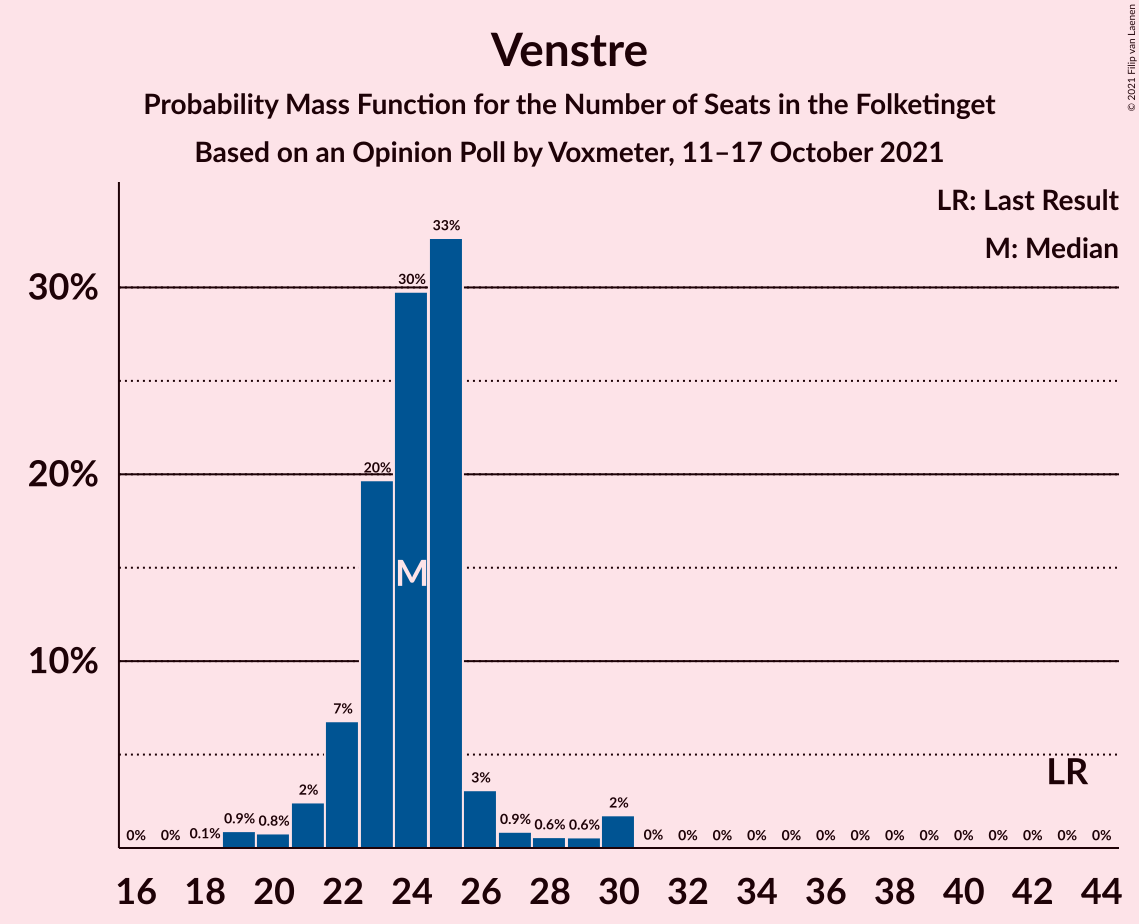 © 2021 Filip van Laenen
Venstre
Probability Mass Function for the Number of Seats in the Folketinget
Based on an Opinion Poll by Voxmeter, 11–17 October 2021
LR: Last Result
M: Median
30%
20%
10%
0% 0% 0.1% 0.9% 0.8% 2% 7% 20% 30% 33% 3% 0.9% 0.6% 0.6% 2% 0% 0% 0% 0% 0% 0% 0% 0% 0% 0% 0% 0% 0% 0%
M
LR
16 18 20 22 24 26 28 30 32 34 36 38 40 42 44